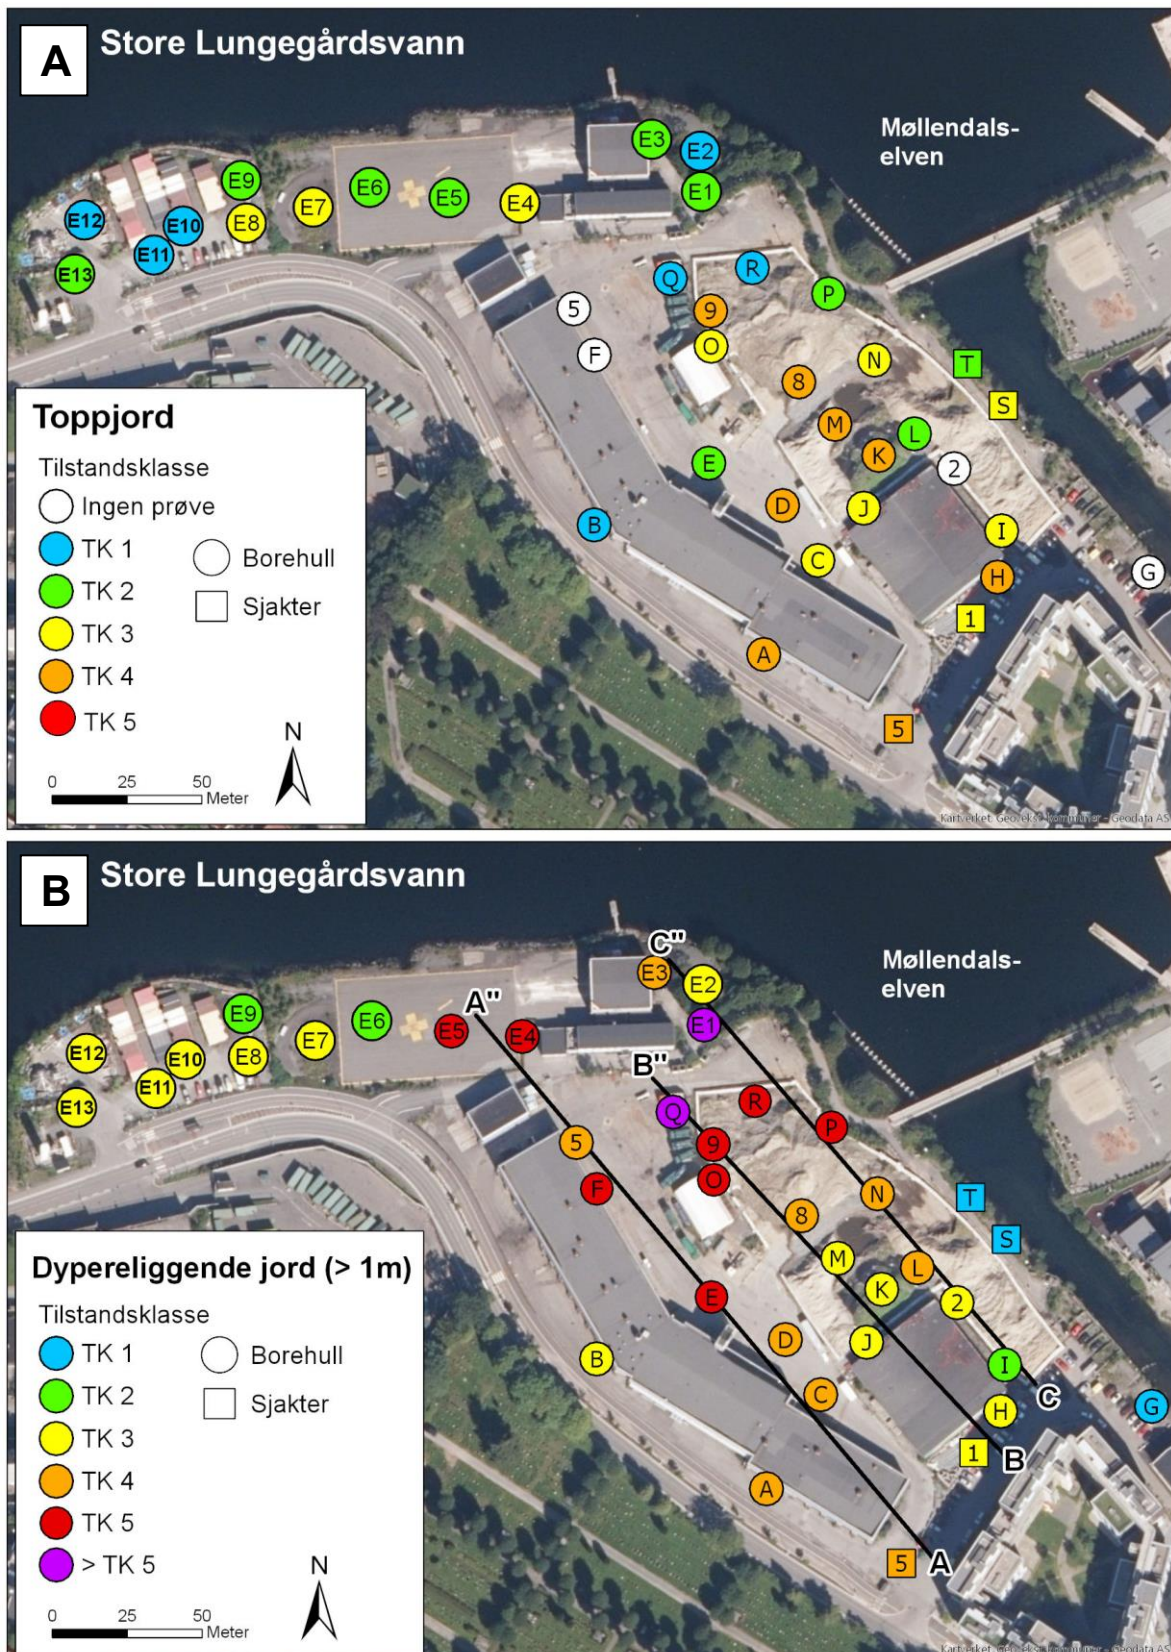 A
Store Lungegårdsvann
Møllendals-
elven
E3
E2
E1
E9
E6
E5
E4
E7
E8
E12
E10
E11
E13
Q
R
P
5
9
O
F
N
T
8
S
M
L
K
E
2
D
J
B
I
C
H
G
1
A
5
Toppjord
Tilstandsklasse
Ingen prøve
TK 1
TK 2
TK 3
TK 4
TK 5
Borehull
Sjakter
N
0 25 50
Meter
B
Store Lungegårdsvann
Møllendals-
elven
C"
E3
E2
A"
E1
E9
E6
E5
E4
E7
E8
E12
E10
E11
E13
B"
Q
R
P
5
9
O
F
N
T
8
S
M
L
K
E
2
D
J
B
I
C
C
H
G
1
B
A
5
A
Dypereliggende jord (> 1m)
Tilstandsklasse
TK 1
TK 2
TK 3
TK 4
TK 5
> TK 5
Borehull
Sjakter
N
0 25 50
Meter